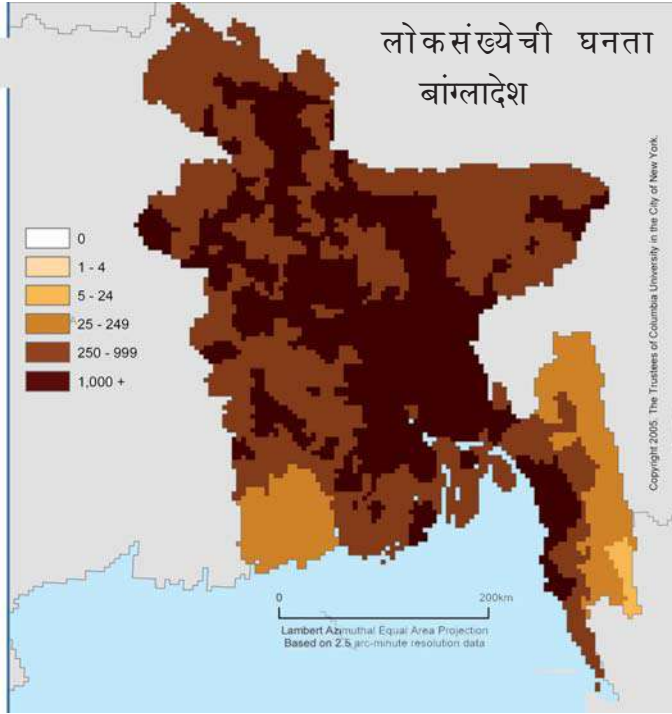 लोकसंख्येची घनता
बांग्लादेश
0
1 - 4
5 - 24
25 - 249
250 - 999
1,000 +
0 200km
Lambert Azimuthal Equal Area Projection
Based on 2.5 arc-minute resolution data
Copyright 2005. The Trustees of Columbia University in the City of New York.